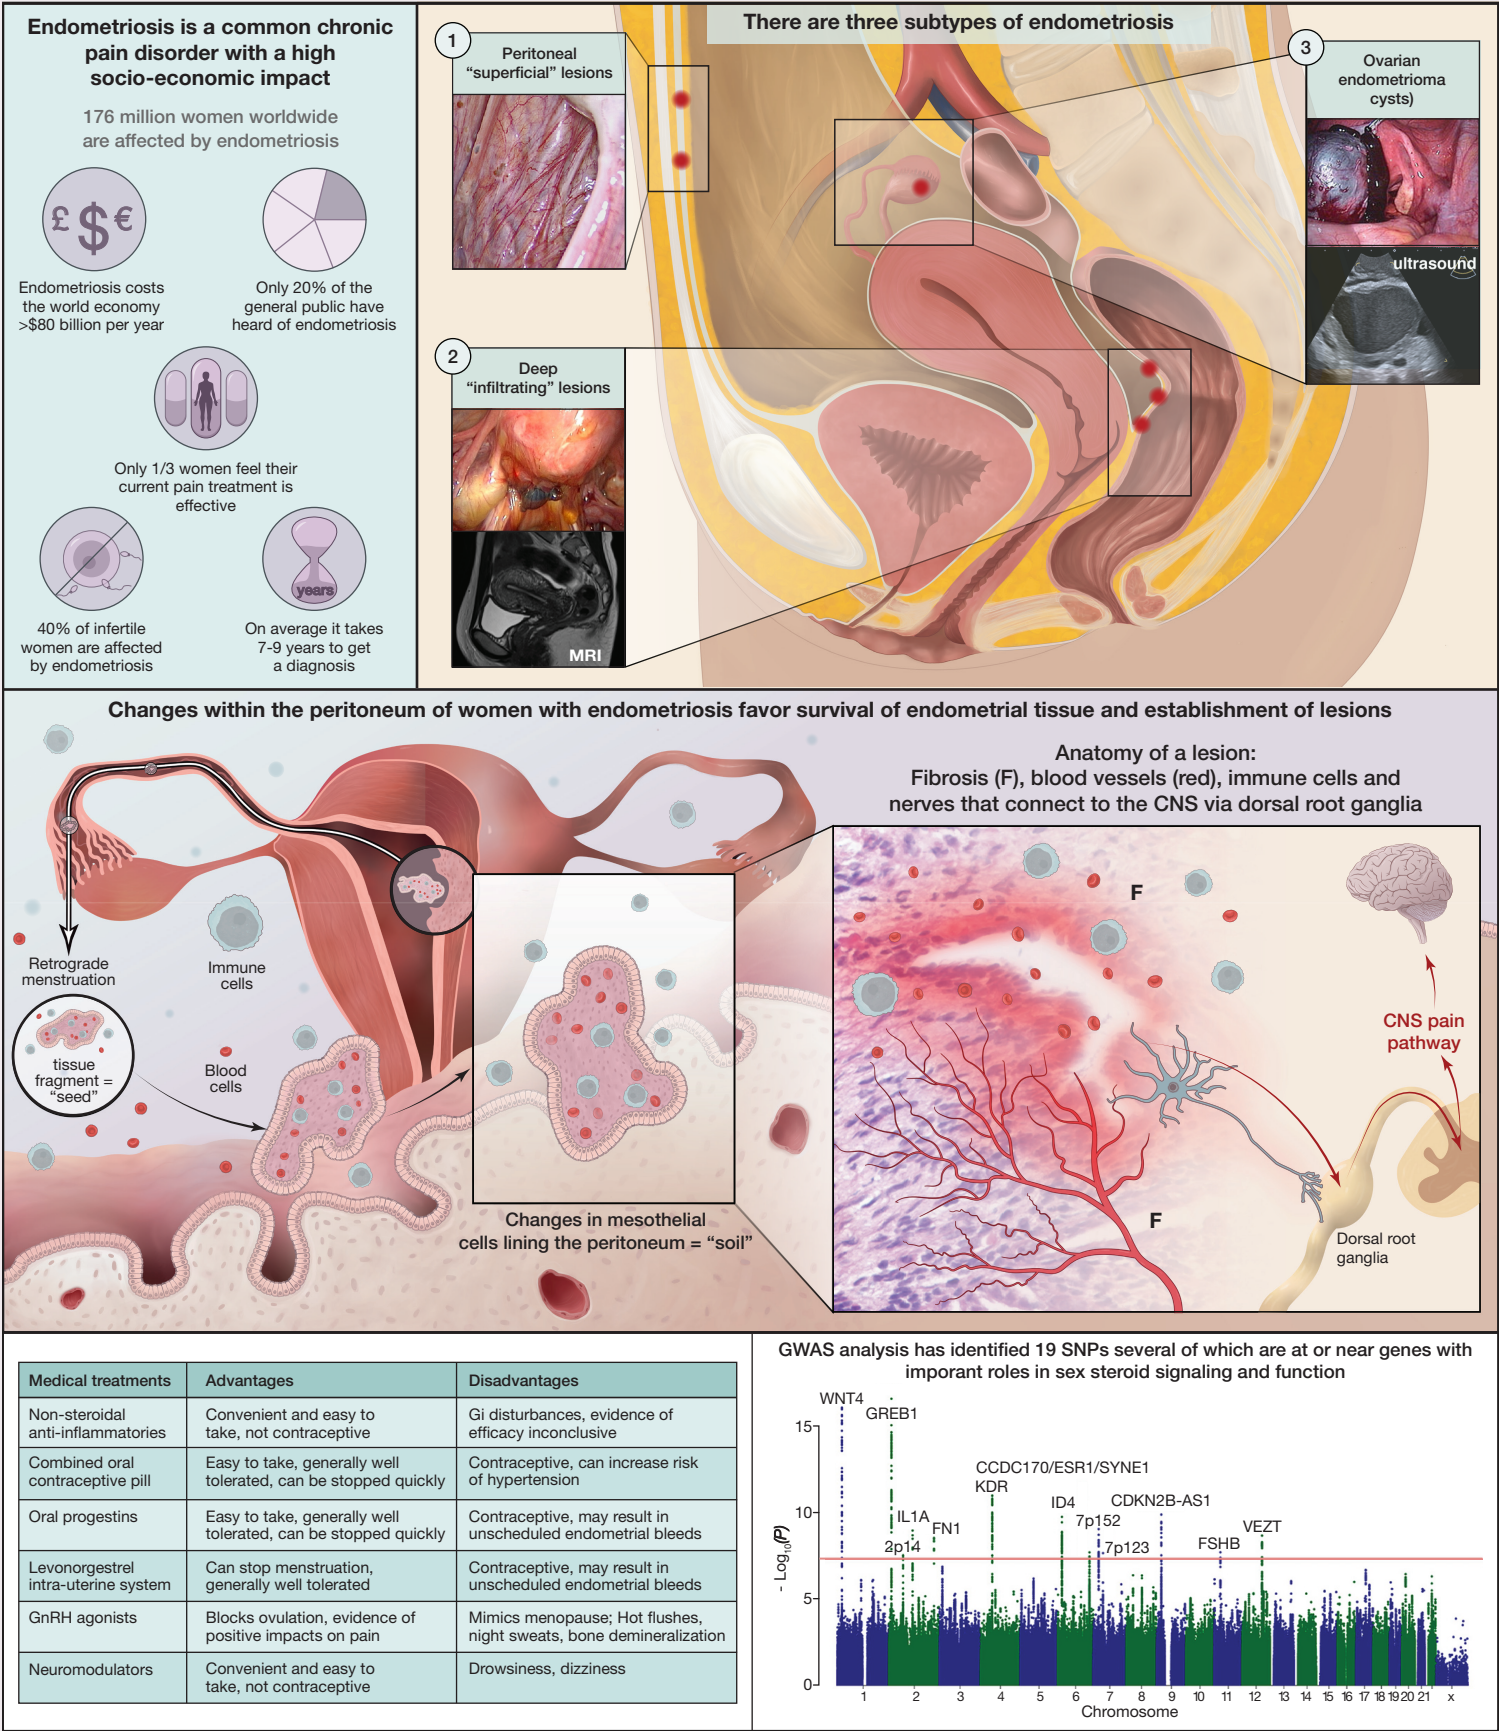 Endometriosis is a common chronic
pain disorder with a high
socio-economic impact
176 million women worldwide
are affected by endometriosis
£ $ €
Endometriosis costs
the world economy
>$80 billion per year
Only 20% of the
general public have
heard of endometriosis
Only 1/3 women feel their
current pain treatment is
effective
40% of infertile
women are affected
by endometriosis
years
On average it takes
7-9 years to get
a diagnosis
There are three subtypes of endometriosis
1
Peritoneal
“superficial” lesions
2
Deep
“infiltrating” lesions
MRI
3
Ovarian
endometrioma
cysts)
ultrasound
Changes within the peritoneum of women with endometriosis favor survival of endometrial tissue and establishment of lesions
Retrograde
menstruation
tissue
fragment =
“seed”
Immune
cells
Blood
cells
Changes in mesothelial
cells lining the peritoneum = “soil”
Anatomy of a lesion:
Fibrosis (F), blood vessels (red), immune cells and
nerves that connect to the CNS via dorsal root ganglia
F
F
CNS pain
pathway
Dorsal root
ganglia
Medical treatments
Advantages
Disadvantages
Non-steroidal
anti-inflammatories
Convenient and easy to
take, not contraceptive
Gi disturbances, evidence of
efficacy inconclusive
Combined oral
contraceptive pill
Easy to take, generally well
tolerated, can be stopped quickly
Contraceptive, can increase risk
of hypertension
Oral progestins
Easy to take, generally well
tolerated, can be stopped quickly
Contraceptive, may result in
unscheduled endometrial bleeds
Levonorgestrel
intra-uterine system
Can stop menstruation,
generally well tolerated
Contraceptive, may result in
unscheduled endometrial bleeds
GnRH agonists
Blocks ovulation, evidence of
positive impacts on pain
Mimics menopause; Hot flushes,
night sweats, bone demineralization
Neuromodulators
Convenient and easy to
take, not contraceptive
Drowsiness, dizziness
GWAS analysis has identified 19 SNPs several of which are at or near genes with
imporant roles in sex steroid signaling and function
WNT4
GREB1
IL1A
FN1
2p14
CCDC170/ESR1/SYNE1
KDR
ID4
CDKN2B-AS1
7p152
7p123
FSHB
VEZT
- Log10(P)
15
10
5
0
1 2 3 4 5 6 7 8 9 10 11 12 13 14 15 16 17 18 19 20 21 x
Chromosome